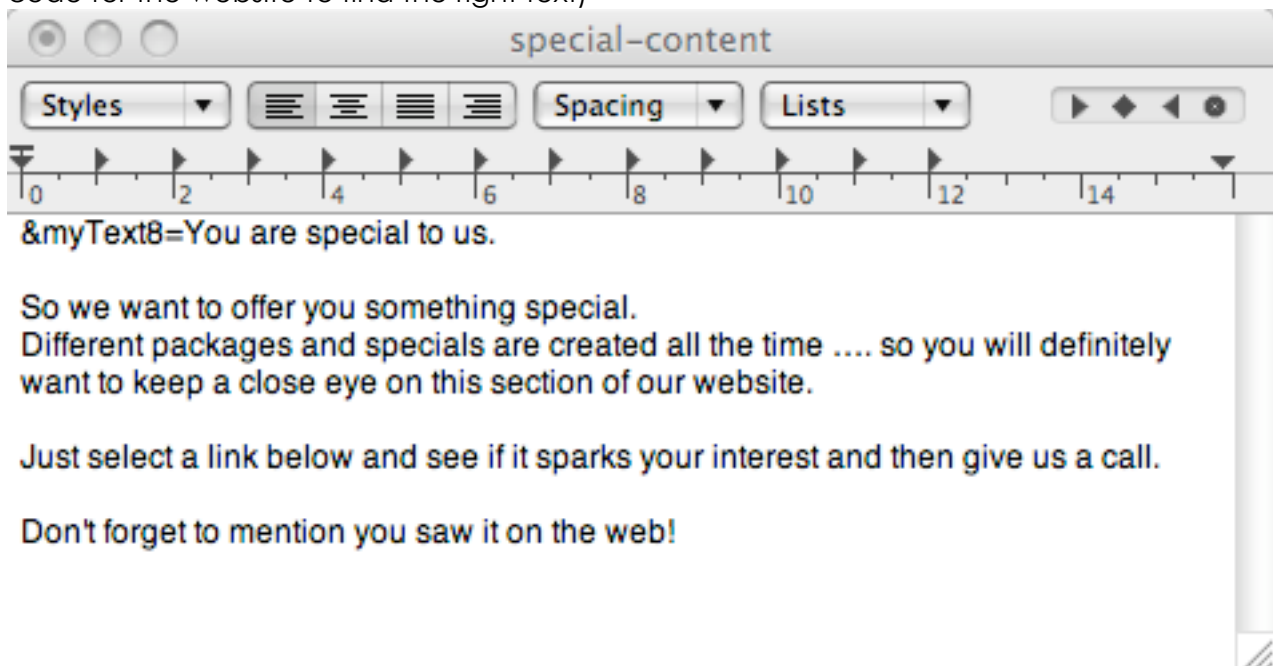 code for the website to find the right text)
special-content
Styles Spacing Lists
0 2 4 6 8 10 12 14
&myText8=You are special to us.
So we want to offer you something special.
Different packages and specials are created all the time .... so you will definitely
want to keep a close eye on this section of our website.
Just select a link below and see if it sparks your interest and then give us a call.
Don't forget to mention you saw it on the web!